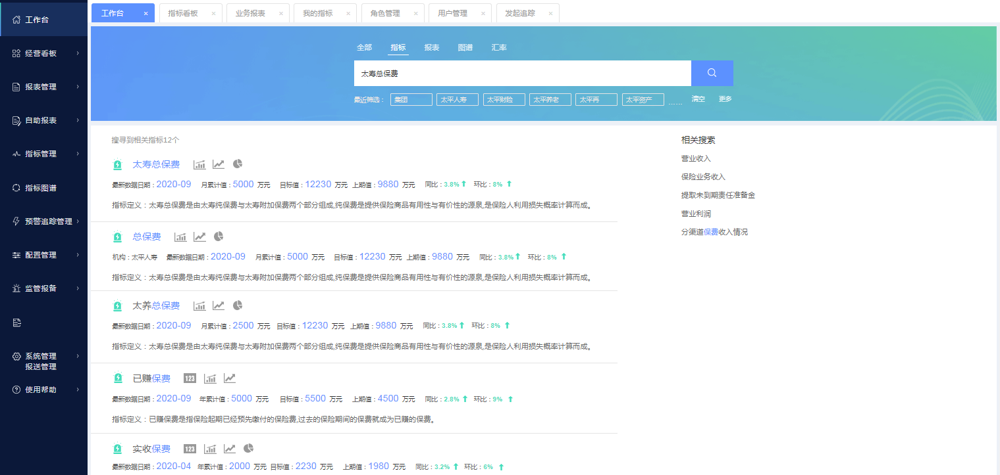 工作台
经营看板
报表管理
自助报表
指标管理
指标图谱
预警追踪管理
配置管理
监管报备
系统管理
报送管理
使用帮助
工作台 × 指标看板 × 业务报表 × 我的指标 × 角色管理 × 用户管理 × 发起追踪 ×
全部 指标 报表 图谱 汇率
太寿总保费
最近筛选： 集团 太平人寿 太平财险 太平养老 太平再 太平资产 …… 清空 更多
搜寻到相关指标12个
太寿总保费
最新数据日期：2020-09 月累计值：5000 万元 目标值：12230 万元 上期值：9880 万元 同比：3.8% 环比：8%
指标定义：太寿总保费是由太寿纯保费与太寿附加保费两个部分组成,纯保费是提供保险商品有用性与有价性的源泉,是保险人利用损失概率计算而成。
总保费
机构：太平人寿 最新数据日期：2020-09 月累计值：5000 万元 目标值：12230 万元 上期值：9880 万元 同比：3.8% 环比：8%
指标定义：太寿总保费是由太寿纯保费与太寿附加保费两个部分组成,纯保费是提供保险商品有用性与有价性的源泉,是保险人利用损失概率计算而成。
太养总保费
最新数据日期：2020-09 月累计值：2500 万元 目标值：12230 万元 上期值：9880 万元 同比：3.8% 环比：8%
指标定义：太寿总保费是由太寿纯保费与太寿附加保费两个部分组成,纯保费是提供保险商品有用性与有价性的源泉,是保险人利用损失概率计算而成。
已赚保费 123
最新数据日期：2020-09 年累计值：5000 万元 目标值：5500 万元 上期值：4500 万元 同比：2.8% 环比：9%
指标定义：已赚保费是指保险起期已经预先缴付的保险费,过去的保险期间的保费就成为已赚的保费。
实收保费 123
最新数据日期：2020-04 年累计值：2000 万元 目标值：2230 万元 上期值：1980 万元 同比：3.2% 环比：6%
相关搜索
营业收入
保险业务收入
提取未到期责任准备金
营业利润
分渠道保费收入情况